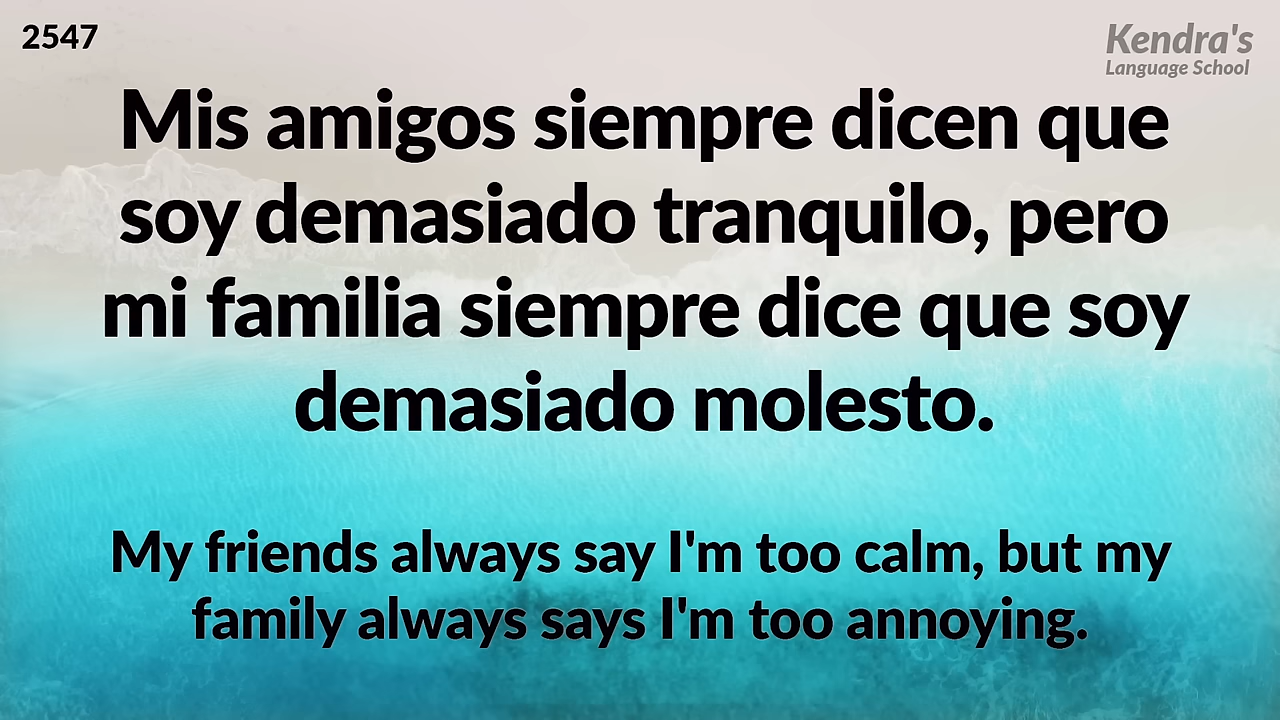 2547
Kendra's
Language School
Mis amigos siempre dicen que
soy demasiado tranquilo, pero
mi familia siempre dice que soy
demasiado molesto.
My friends always say I'm too calm, but my
family always says I'm too annoying.